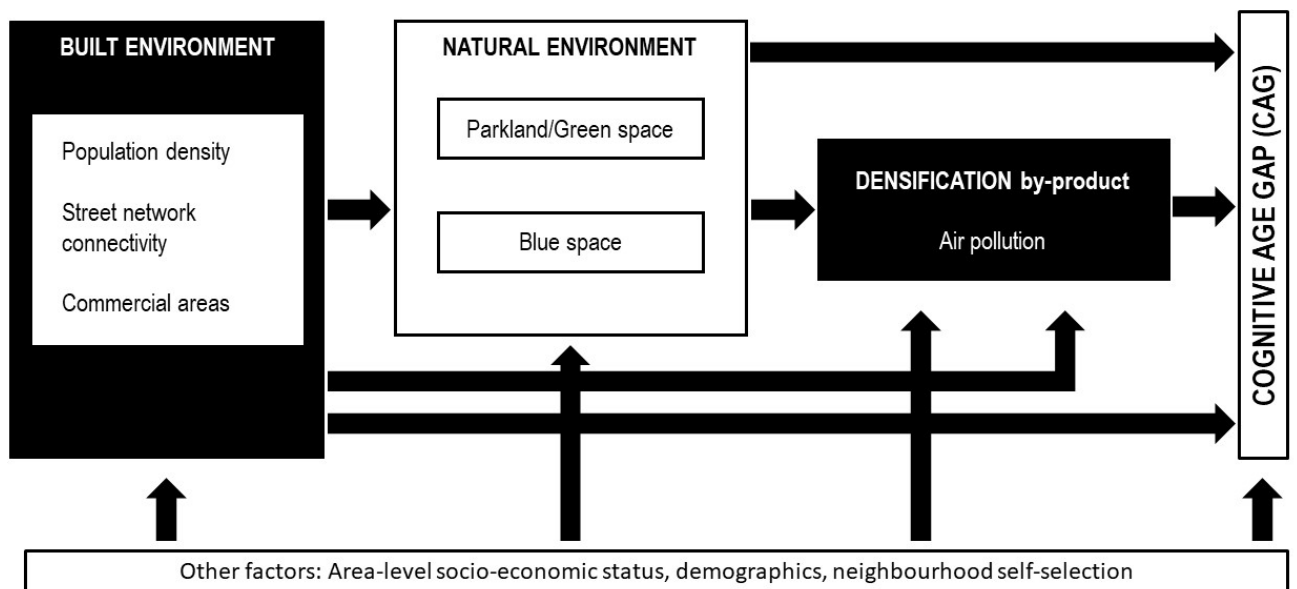 BUILT ENVIRONMENT
Population density
Street network
connectivity
Commercial areas
NATURAL ENVIRONMENT
Parkland/Green space
Blue space
DENSIFICATION by-product
Air pollution
COGNITIVE AGE GAP (CAG)
Other factors: Area-level socio-economic status, demographics, neighbourhood self-selection